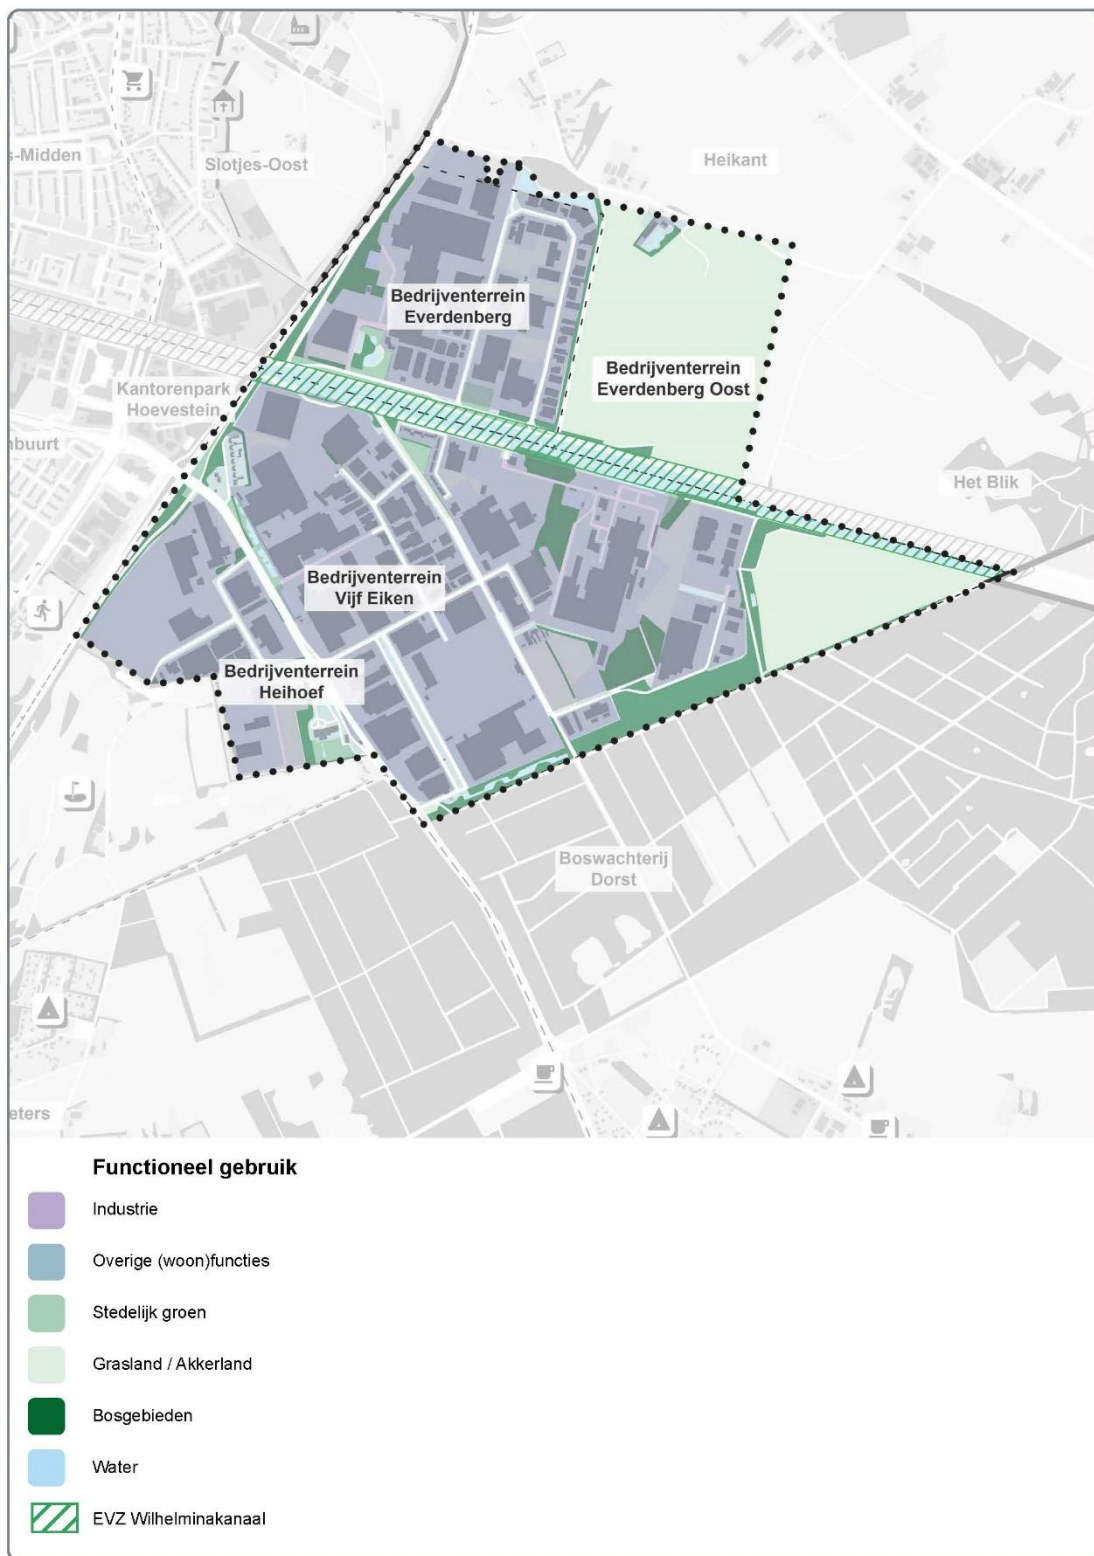 s-Midden
Slotjes-Oost
Heikant
Bedrijventerrein
Everdenberg
Bedrijventerrein
Everdenberg Oost
Kantorenpark
Hoevestein
nbuurt
Het Blik
Bedrijventerrein
Vijf Eiken
Bedrijventerrein
Heihoef
Boswachterij
Dorst
eters
Functioneel gebruik
Industrie
Overige (woon)functies
Stedelijk groen
Grasland / Akkerland
Bosgebieden
Water
EVZ Wilhelminakanaal